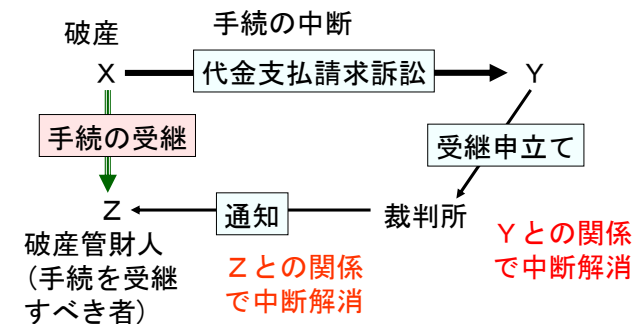 手続の中断
破産
X
代金支払請求訴訟
Y
手続の受継
受継申立て
Z
通知
裁判所
破産管財人
(手続を受継
すべき者)
Zとの関係
で中断解消
Yとの関係
で中断解消